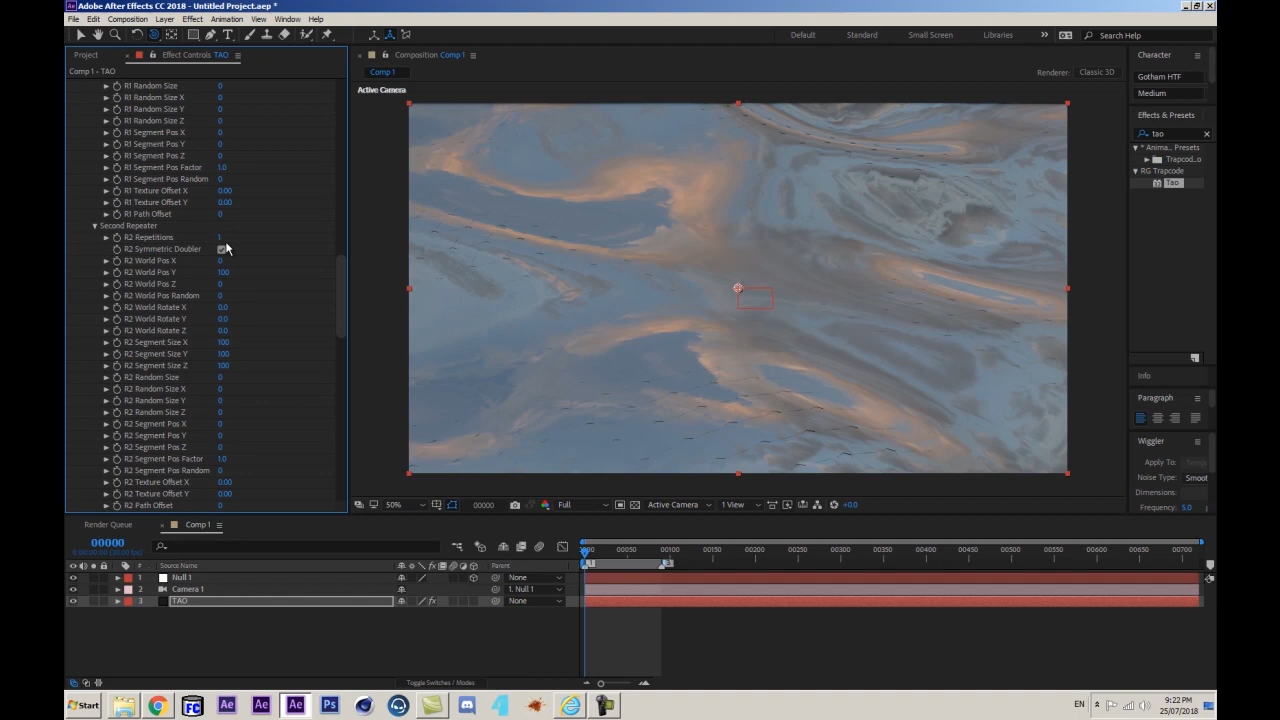 Adobe After Effects CC 2018 - Untitled Project.aep *
File Edit Composition Layer Effect Animation View Window Help
Default Standard Small Screen Libraries Search Help
Project Effect Controls TAO
Comp 1 - TAO
R1 Random Size 0
R1 Random Size X 0
R1 Random Size Y 0
R1 Random Size Z 0
R1 Segment Pos X 0
R1 Segment Pos Y 0
R1 Segment Pos Z 0
R1 Segment Pos Factor 1.0
R1 Segment Pos Random 0
R1 Texture Offset X 0.00
R1 Texture Offset Y 0.00
R1 Path Offset 0
Second Repeater
R2 Repetitions 1
R2 Symmetric Doubler
R2 World Pos X 0
R2 World Pos Y 100
R2 World Pos Z 0
R2 World Pos Random 0
R2 World Rotate X 0.0
R2 World Rotate Y 0.0
R2 World Rotate Z 0.0
R2 Segment Size X 100
R2 Segment Size Y 100
R2 Segment Size Z 100
R2 Random Size 0
R2 Random Size X 0
R2 Random Size Y 0
R2 Random Size Z 0
R2 Segment Pos X 0
R2 Segment Pos Y 0
R2 Segment Pos Z 0
R2 Segment Pos Factor 1.0
R2 Segment Pos Random 0
R2 Texture Offset X 0.00
R2 Texture Offset Y 0.00
R2 Path Offset 0
Composition Comp 1
Comp 1
Renderer: Classic 3D
Active Camera
50% 00000 Full Active Camera 1 View +0.0
Character
Gotham HTF
Medium
Effects & Presets
tao
* Anima... Presets
Trapcod...o
RG Trapcode
Tao
Info
Paragraph
Wiggler
Apply To:
Noise Type: Smoot
Dimensions:
Frequency: 5.0
Render Queue Comp 1
00000
# Source Name Parent
1 Null 1 None
2 Camera 1 1. Null 1
3 TAO None
00050 00100 00150 00200 00250 00300 00350 00400 00450 00500 00550 00600 00650 00700
1 3
Toggle Switches / Modes
Start FC Ae Ae Ae Ps EN 9:22 PM
25/07/2018